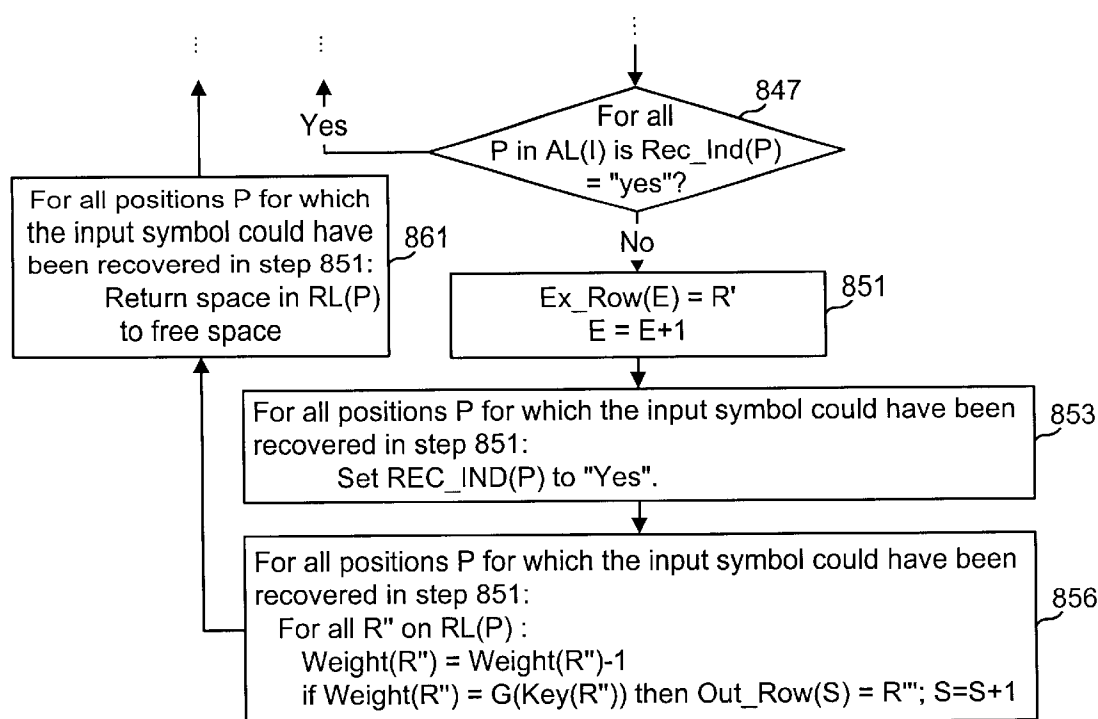 847
For all
P in AL(I) is Rec_Ind(P)
= "yes"?
Yes
No
For all positions P for which
the input symbol could have
been recovered in step 851:
Return space in RL(P)
to free space
861
Ex_Row(E) = R'
E = E+1
851
For all positions P for which the input symbol could have been
recovered in step 851:
Set REC_IND(P) to "Yes".
853
For all positions P for which the input symbol could have been
recovered in step 851:
For all R" on RL(P) :
Weight(R") = Weight(R")-1
if Weight(R") = G(Key(R")) then Out_Row(S) = R"'; S=S+1
856